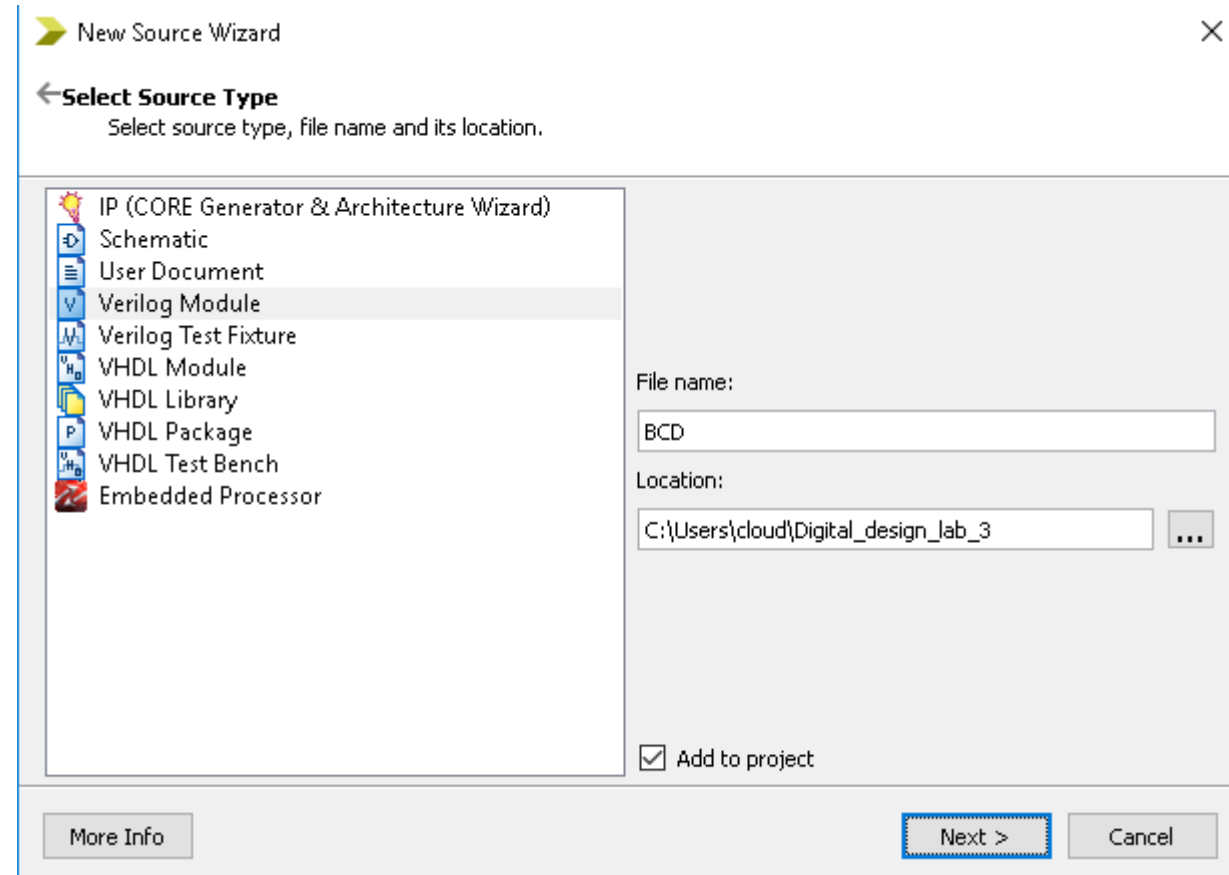 New Source Wizard
Select Source Type
Select source type, file name and its location.
IP (CORE Generator & Architecture Wizard)
Schematic
User Document
Verilog Module
Verilog Test Fixture
VHDL Module
VHDL Library
VHDL Package
VHDL Test Bench
Embedded Processor
File name:
BCD
Location:
C:\Users\cloud\Digital_design_lab_3
...
Add to project
More Info
Next >
Cancel